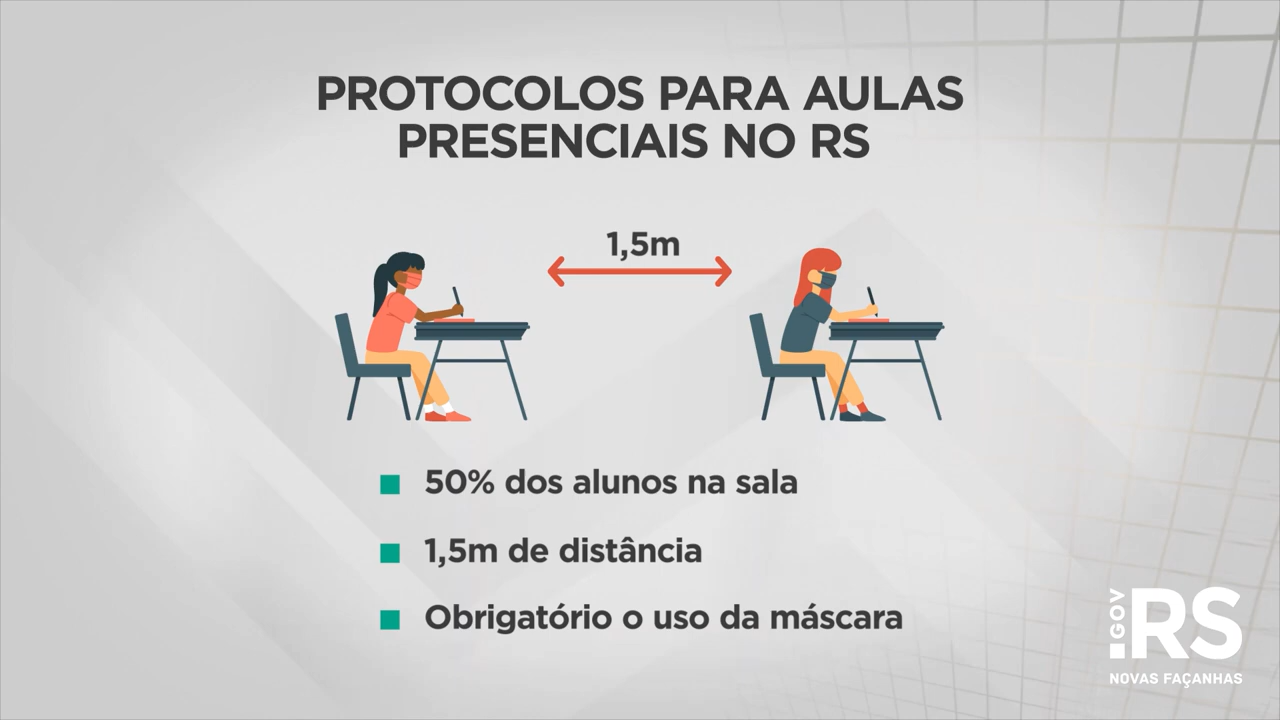 PROTOCOLOS PARA AULAS
PRESENCIAIS NO RS
1,5m
50% dos alunos na sala
1,5m de distância
Obrigatório o uso da máscara
.GOV
RS
NOVAS FAÇANHAS